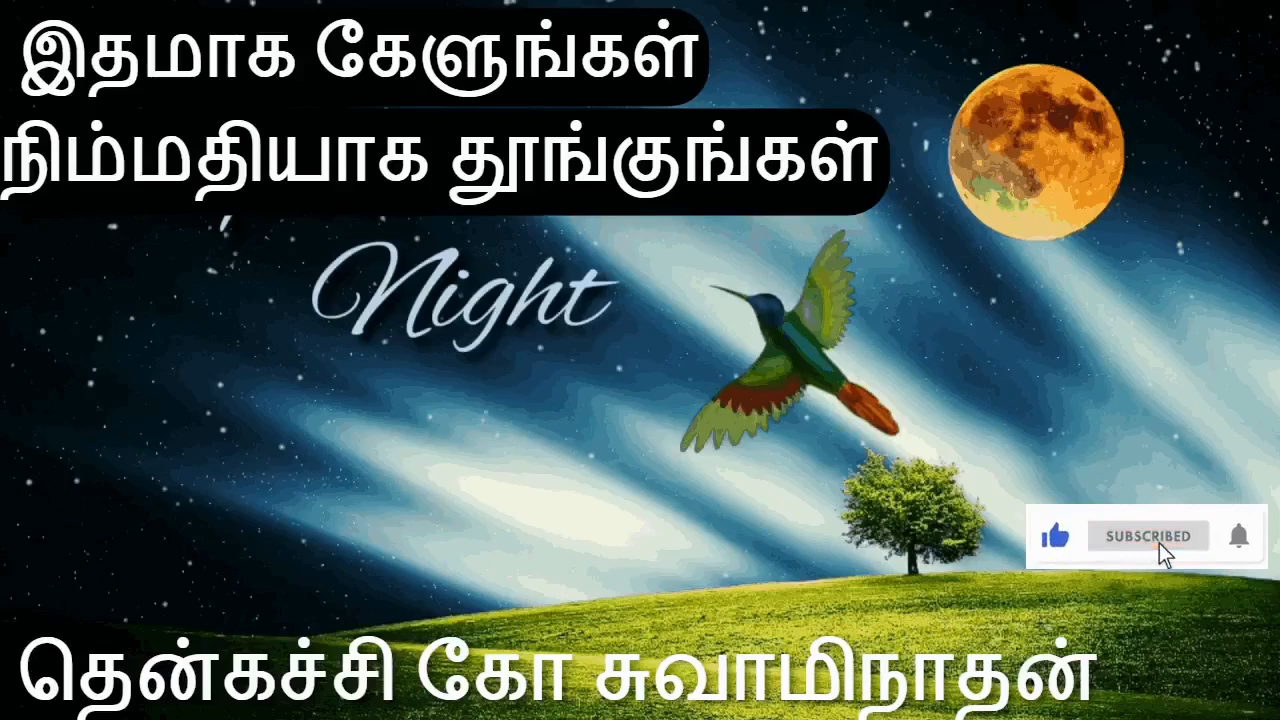 இதமாக கேளுங்கள்
நிம்மதியாக தூங்குங்கள்
Night
SUBSCRIBED
தென்கச்சி கோ சுவாமிநாதன்